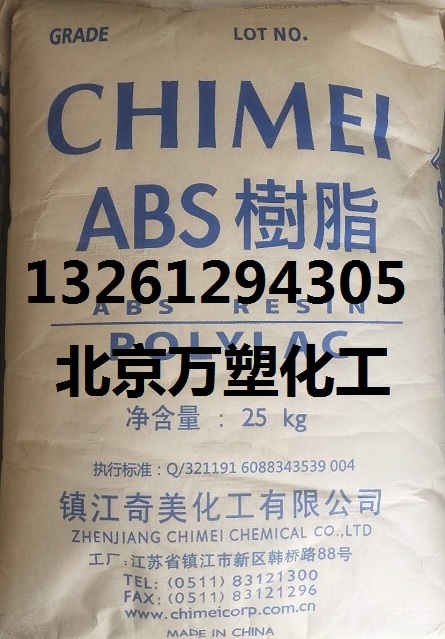 GRADE LOT NO.
CHIMEI
ABS樹脂
13261294305
ABS RESIN
POLYLAC
北京万塑化工
净含量 : 25 kg
执行标准：Q/321191 6088343539 004
镇江奇美化工有限公司
ZHENJIANG CHIMEI CHEMICAL CO.,LTD
工厂:江苏省镇江市新区韩桥路88号
TEL: (0511) 83121300
FAX: (0511) 83121296
www.chimeicorp.com.cn
MADE IN CHINA